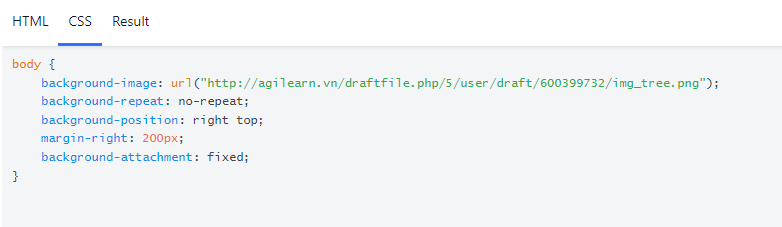 HTML CSS Result
body {
    background-image: url("http://agilearn.vn/draftfile.php/5/user/draft/600399732/img_tree.png");
    background-repeat: no-repeat;
    background-position: right top;
    margin-right: 200px;
    background-attachment: fixed;
}